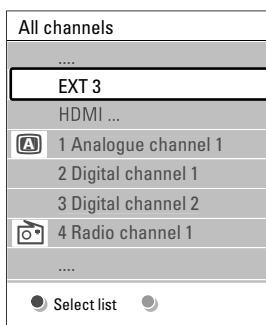 All channels
....
EXT 3
HDMI ...
A 1 Analogue channel 1
2 Digital channel 1
3 Digital channel 2
4 Radio channel 1
....
Select list